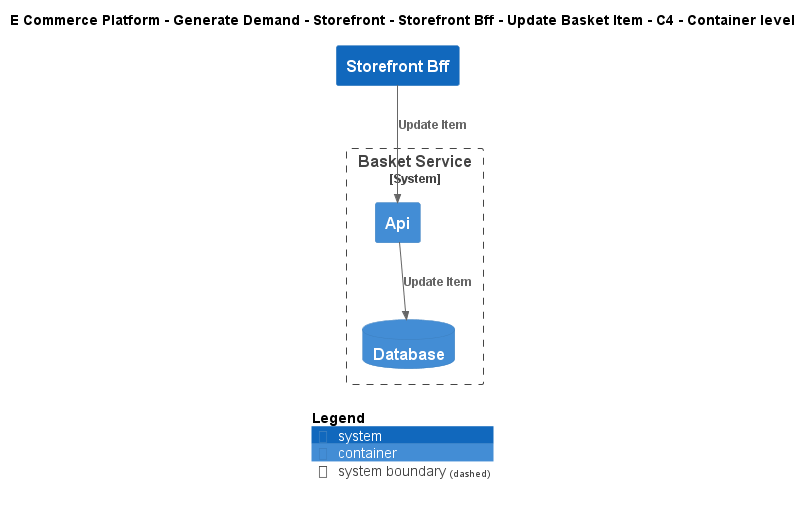 E Commerce Platform - Generate Demand - Storefront - Storefront Bff - Update Basket Item - C4 - Container level
Storefront Bff
Update Item
Basket Service
[System]
Api
Update Item
Database
Legend
system
container
system boundary (dashed)